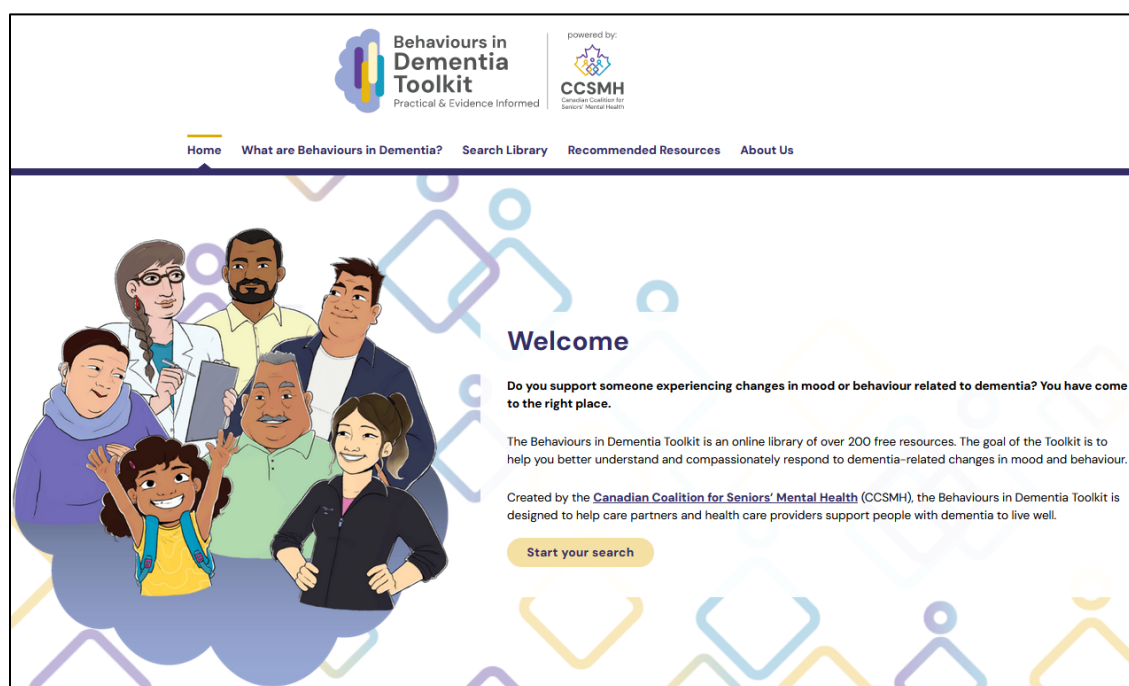 Behaviours in
Dementia
Toolkit
Practical & Evidence Informed
powered by:
CCSMH
Canadian Coalition for
Seniors' Mental Health
Home What are Behaviours in Dementia? Search Library Recommended Resources About Us
Welcome
Do you support someone experiencing changes in mood or behaviour related to dementia? You have come
to the right place.
The Behaviours in Dementia Toolkit is an online library of over 200 free resources. The goal of the Toolkit is to
help you better understand and compassionately respond to dementia-related changes in mood and behaviour.
Created by the Canadian Coalition for Seniors' Mental Health (CCSMH), the Behaviours in Dementia Toolkit is
designed to help care partners and health care providers support people with dementia to live well.
Start your search